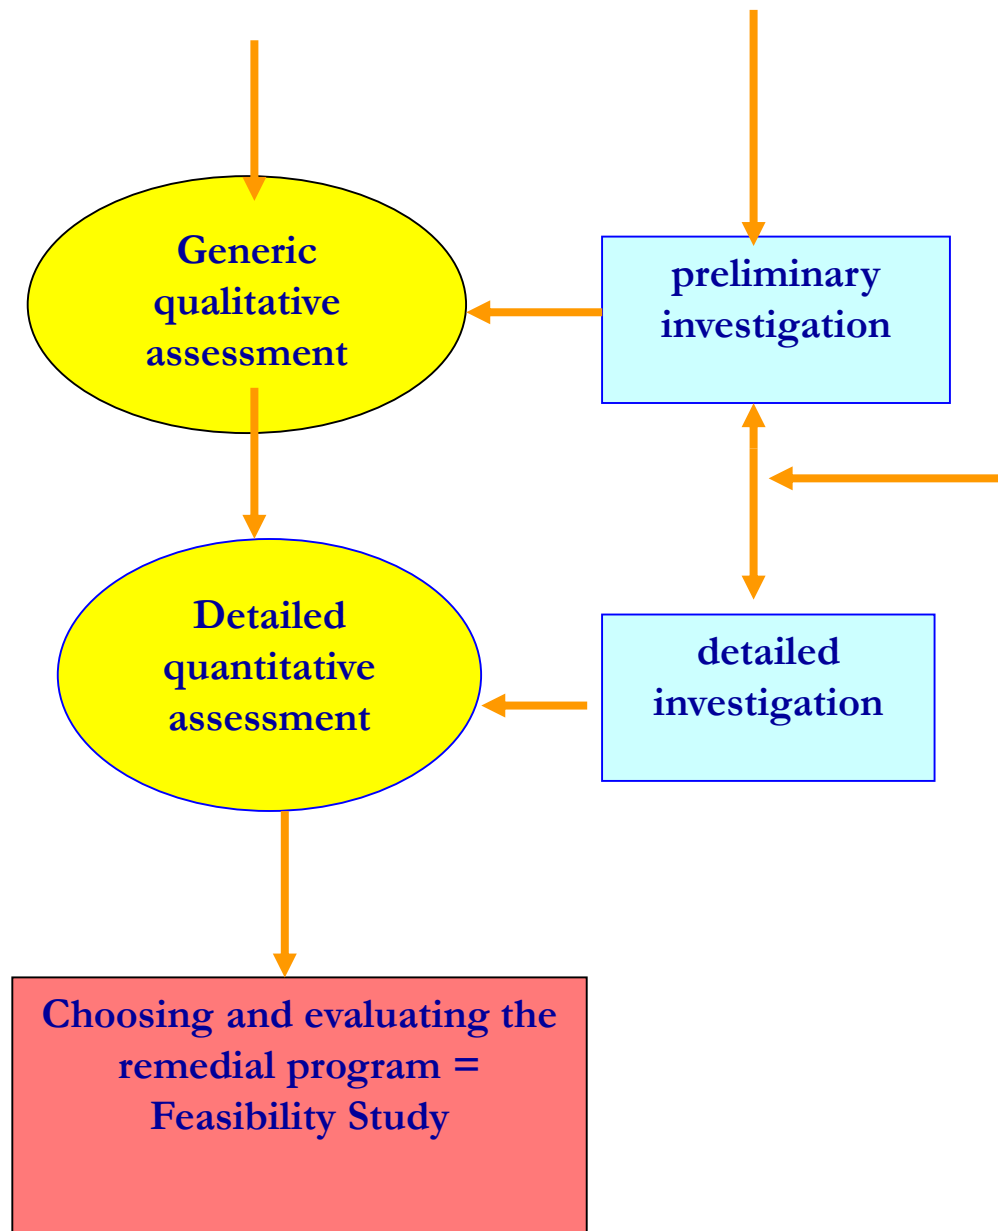 Generic
qualitative
assessment
preliminary
investigation
Detailed
quantitative
assessment
detailed
investigation
Choosing and evaluating the
remedial program =
Feasibility Study